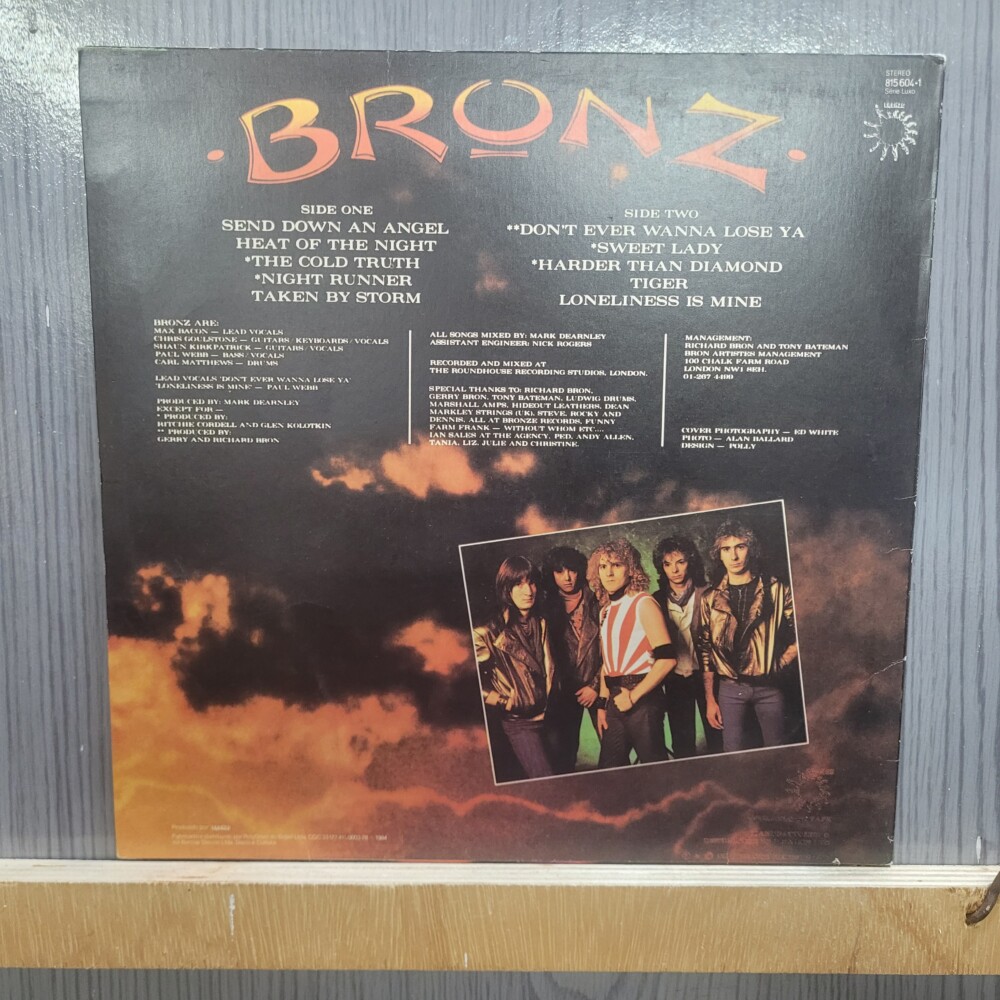 STEREO
815 604-1
Série Luxo
·BRONZ·
SIDE ONE
SEND DOWN AN ANGEL
HEAT OF THE NIGHT
*THE COLD TRUTH
*NIGHT RUNNER
TAKEN BY STORM
SIDE TWO
**DON'T EVER WANNA LOSE YA
*SWEET LADY
*HARDER THAN DIAMOND
TIGER
LONELINESS IS MINE
BRONZ ARE:
MAX BACON — LEAD VOCALS
CHRIS GOULSTONE — GUITARS/KEYBOARDS/VOCALS
SHAUN KIRKPATRICK — GUITARS/VOCALS
PAUL WEBB — BASS/VOCALS
CARL MATTHEWS — DRUMS
LEAD VOCALS 'DON'T EVER WANNA LOSE YA'
'LONELINESS IS MINE' — PAUL WEBB
PRODUCED BY: MARK DEARNLEY
EXCEPT FOR —
* PRODUCED BY:
RITCHIE CORDELL AND GLEN KOLOTKIN
** PRODUCED BY:
GERRY AND RICHARD BRON
ALL SONGS MIXED BY: MARK DEARNLEY
ASSISTANT ENGINEER: NICK ROGERS
RECORDED AND MIXED AT
THE ROUNDHOUSE RECORDING STUDIOS, LONDON.
SPECIAL THANKS TO: RICHARD BRON,
GERRY BRON, TONY BATEMAN, LUDWIG DRUMS,
MARSHALL AMPS, HIDEOUT LEATHERS, DEAN
MARKLEY STRINGS (UK), STEVE, ROCKY AND
DENNIS, ALL AT BRONZE RECORDS, FUNNY
FARM FRANK — WITHOUT WHOM ETC....
IAN SALES AT THE AGENCY, PED, ANDY ALLEN,
TANIA, LIZ, JULIE AND CHRISTINE.
MANAGEMENT:
RICHARD BRON AND TONY BATEMAN
BRON ARTISTES MANAGEMENT
100 CHALK FARM ROAD
LONDON NW1 8EH.
01-267 4499
COVER PHOTOGRAPHY — ED WHITE
PHOTO — ALAN BALLARD
DESIGN — POLLY